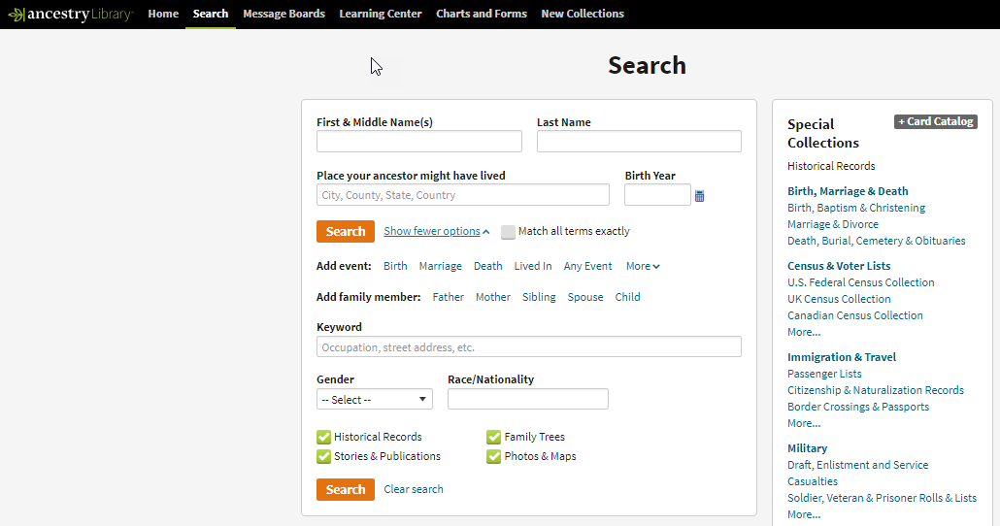 ancestryLibrary Home Search Message Boards Learning Center Charts and Forms New Collections
Search
First & Middle Name(s) Last Name
Place your ancestor might have lived Birth Year
City, County, State, Country
Search Show fewer options Match all terms exactly
Add event: Birth Marriage Death Lived In Any Event More
Add family member: Father Mother Sibling Spouse Child
Keyword
Occupation, street address, etc.
Gender Race/Nationality
-- Select --
Historical Records Family Trees
Stories & Publications Photos & Maps
Search Clear search
Special
Collections
+ Card Catalog
Historical Records
Birth, Marriage & Death
Birth, Baptism & Christening
Marriage & Divorce
Death, Burial, Cemetery & Obituaries
Census & Voter Lists
U.S. Federal Census Collection
UK Census Collection
Canadian Census Collection
More...
Immigration & Travel
Passenger Lists
Citizenship & Naturalization Records
Border Crossings & Passports
More...
Military
Draft, Enlistment and Service
Casualties
Soldier, Veteran & Prisoner Rolls & Lists
More...